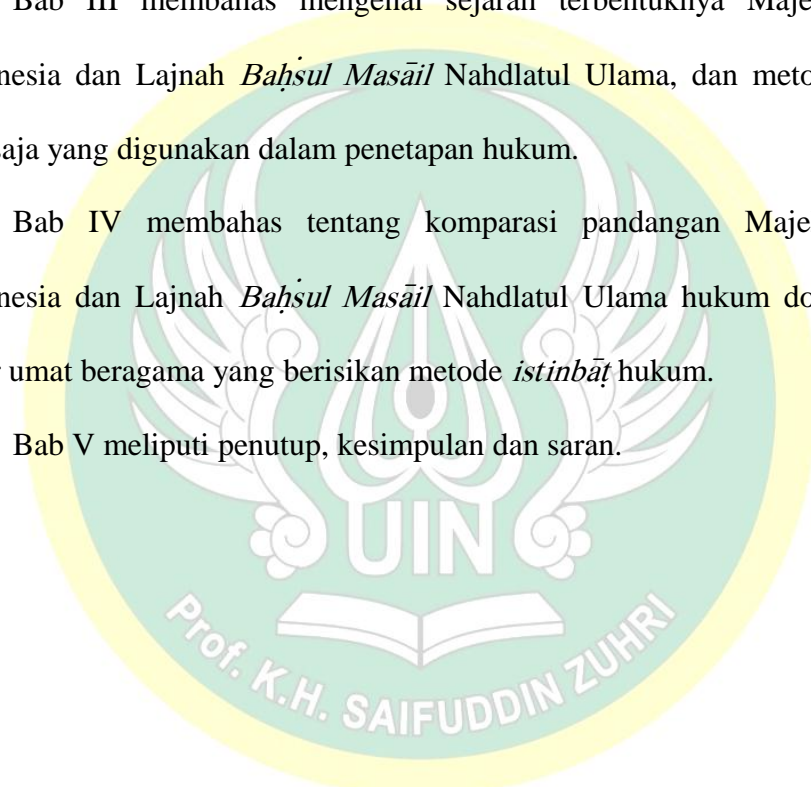 Bab III membahas mengenai sejarah terbentuknya Maje
nesia dan Lajnah Baḥṡul Masāil Nahdlatul Ulama, dan meto
saja yang digunakan dalam penetapan hukum.
Bab IV membahas tentang komparasi pandangan Maje
nesia dan Lajnah Baḥṡul Masāil Nahdlatul Ulama hukum do
umat beragama yang berisikan metode istinbāṭ hukum.
Bab V meliputi penutup, kesimpulan dan saran.
UIN
Prof. K.H. SAIFUDDIN ZUHRI